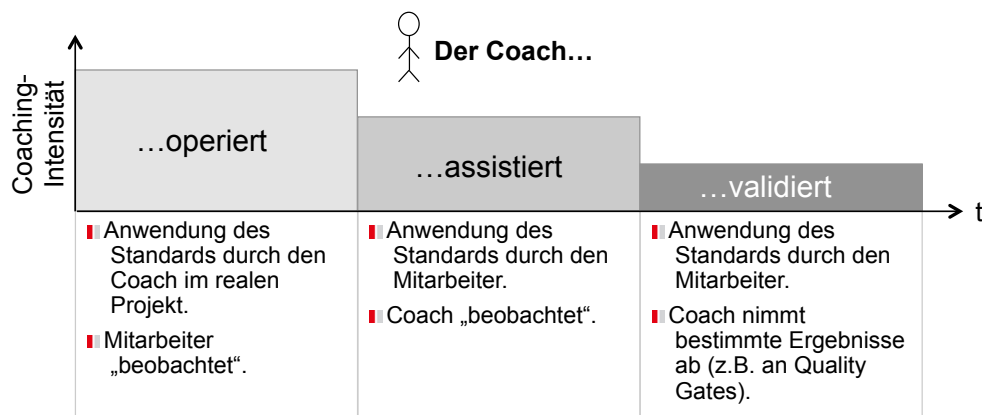 Der Coach…
Coaching-
Intensität
…operiert
…assistiert
…validiert
t
Anwendung des
Standards durch den
Coach im realen
Projekt.
Mitarbeiter
„beobachtet“.
Anwendung des
Standards durch den
Mitarbeiter.
Coach „beobachtet“.
Anwendung des
Standards durch den
Mitarbeiter.
Coach nimmt
bestimmte Ergebnisse
ab (z.B. an Quality
Gates).